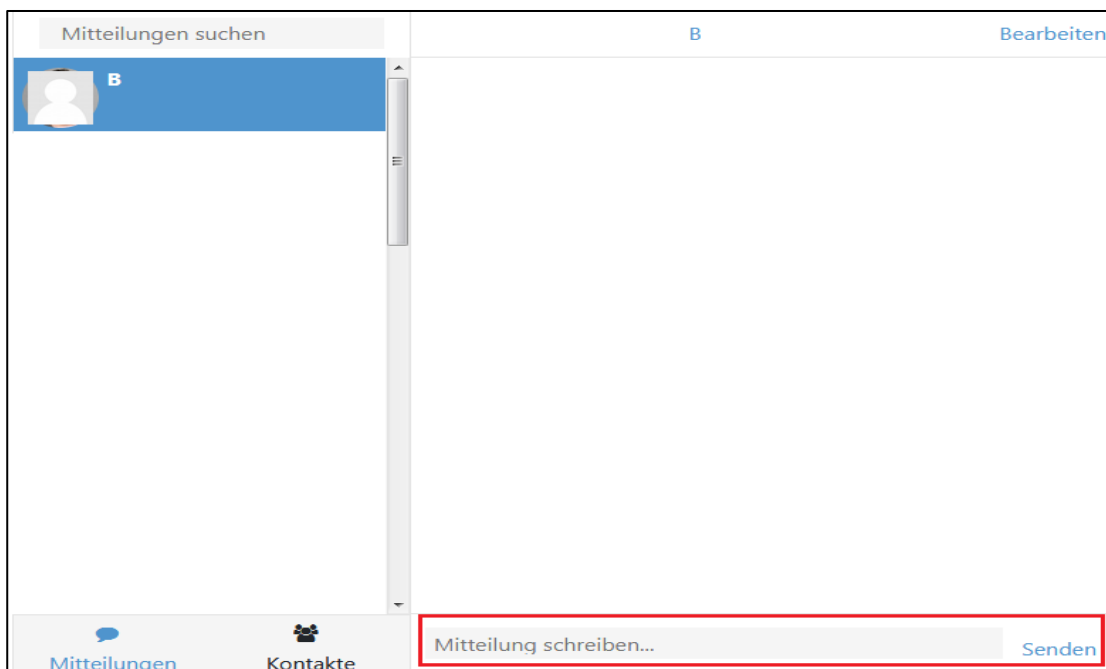 Mitteilungen suchen
B
Bearbeiten
B
Mitteilung schreiben...
Senden
Mitteilungen
Kontakte